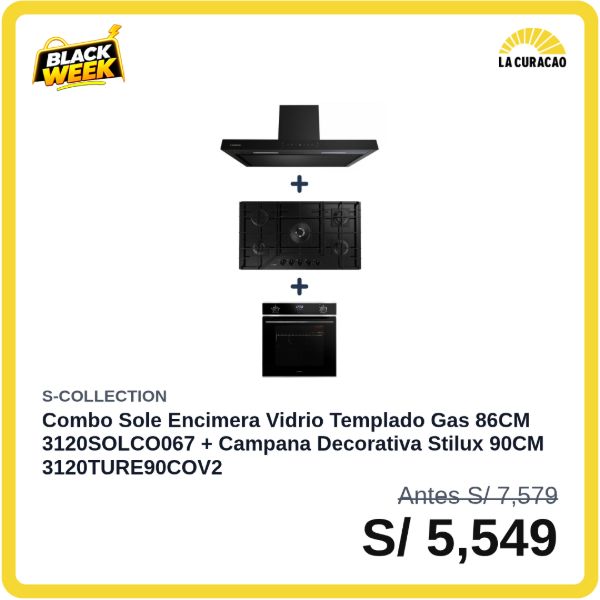 BLACK
WEEK
LA CURACAO
+
+
S-COLLECTION
Combo Sole Encimera Vidrio Templado Gas 86CM
3120SOLCO067 + Campana Decorativa Stilux 90CM
3120TURE90COV2
Antes S/ 7,579
S/ 5,549